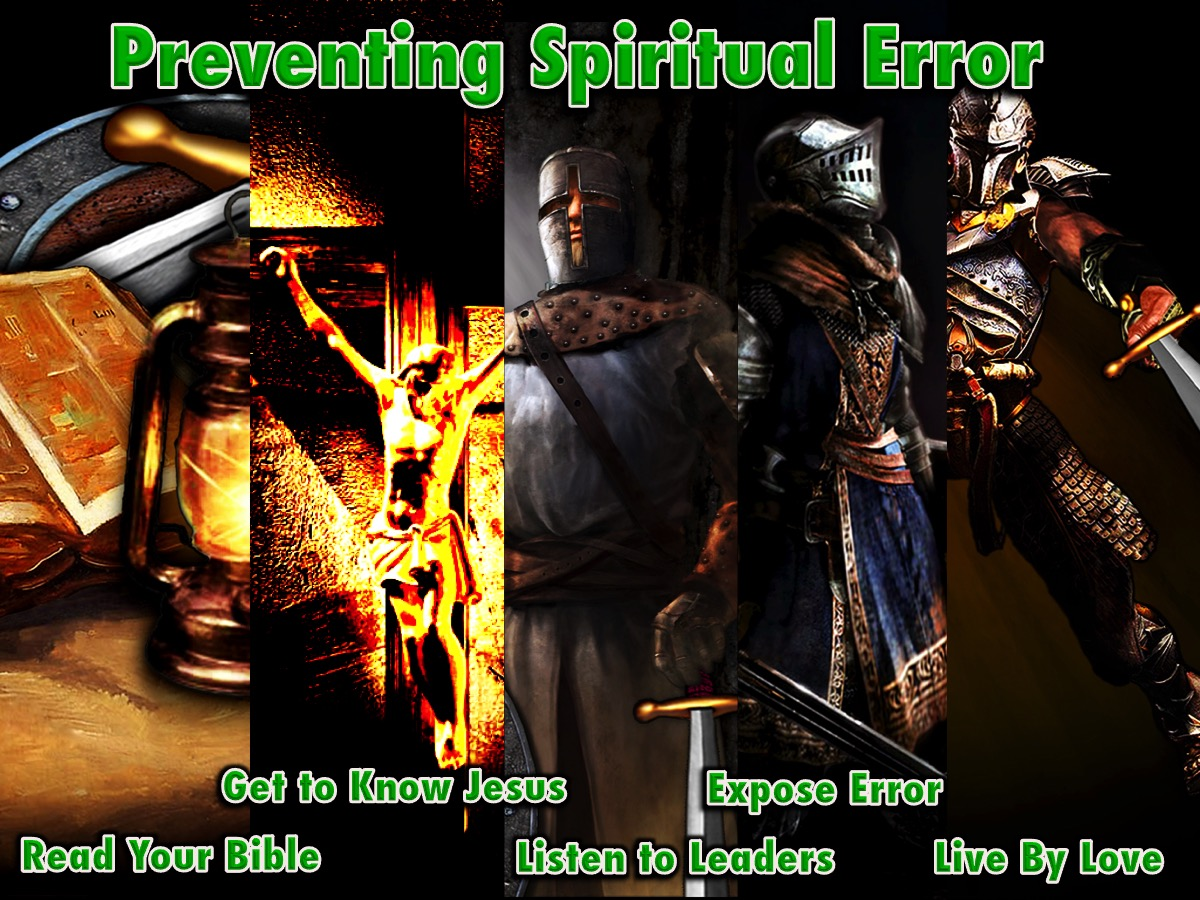 Preventing Spiritual Error
Get to Know Jesus
Expose Error
Read Your Bible
Listen to Leaders
Live By Love